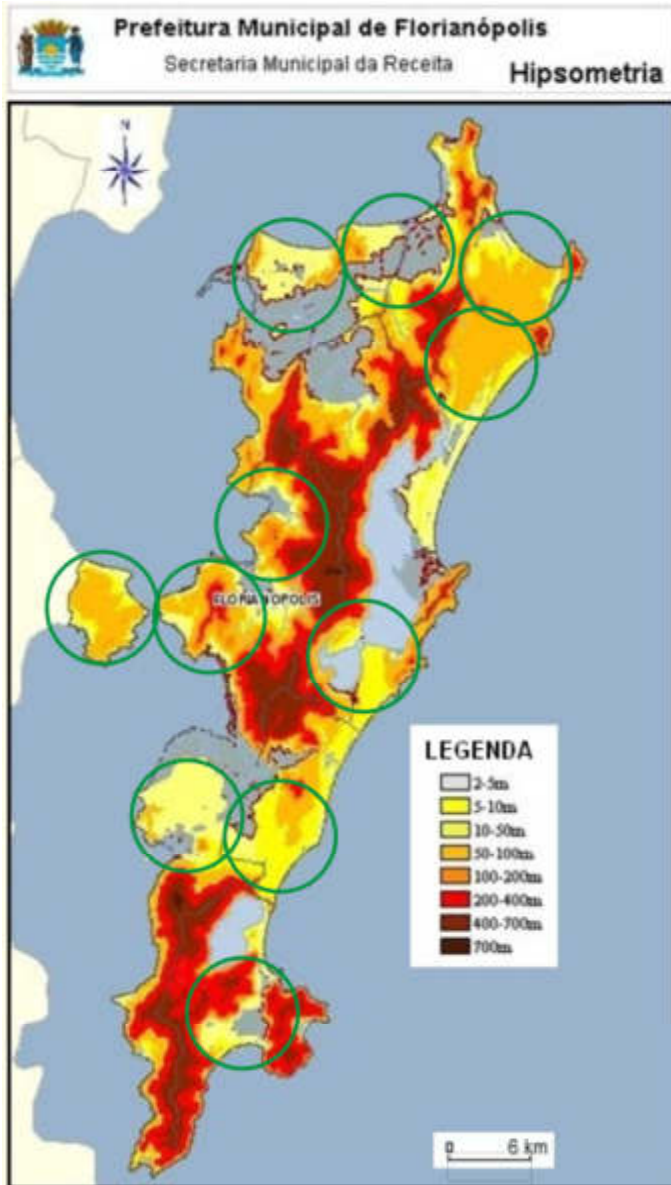 Prefeitura Municipal de Florianópolis
Secretaria Municipal da Receita
Hipsometria
N
FLORIANOPOLIS
LEGENDA
2-5m
5-10m
10-50m
50-100m
100-200m
200-400m
400-700m
700m
0 6 km